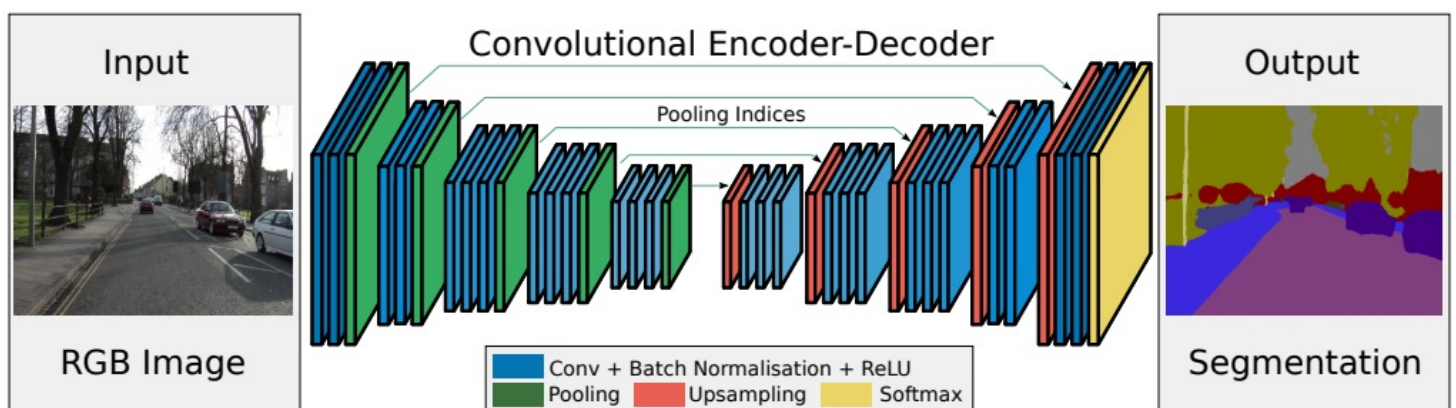 Convolutional Encoder-Decoder
Input
Output
Pooling Indices
RGB Image
Segmentation
Conv + Batch Normalisation + ReLU
Pooling Upsampling Softmax